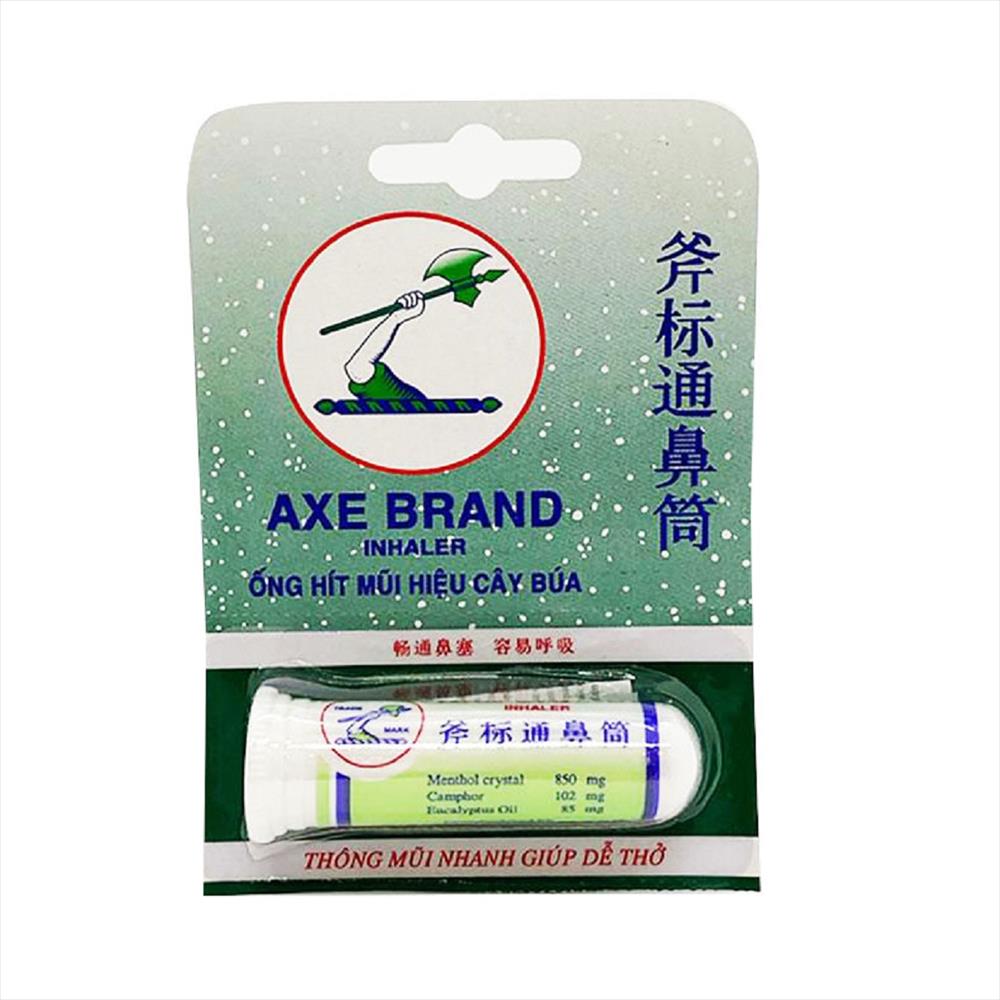 斧标通鼻筒
AXE BRAND
INHALER
ỐNG HÍT MŨI HIỆU CÂY BÚA
畅通鼻塞 容易呼吸
TRADE
MARK
INHALER
斧标通鼻筒
Menthol crystal 850 mg
Camphor 102 mg
Eucalyptus Oil 85 mg
THÔNG MŨI NHANH GIÚP DỄ THỞ